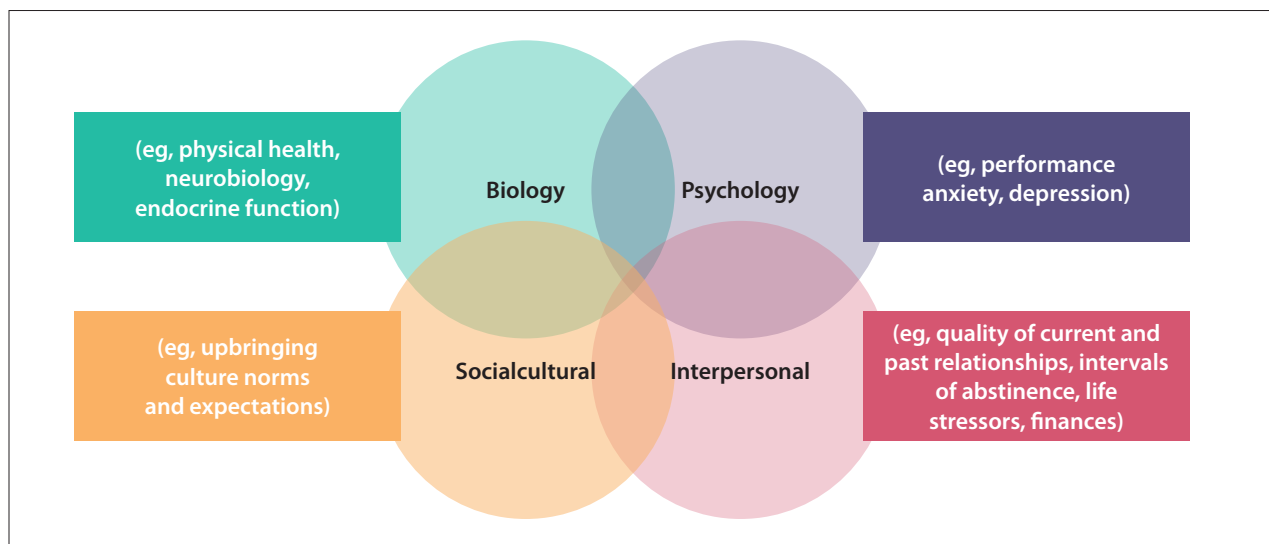 (eg, physical health,
neurobiology,
endocrine function)
Biology
Psychology
(eg, performance
anxiety, depression)
(eg, upbringing
culture norms
and expectations)
Socialcultural
Interpersonal
(eg, quality of current and
past relationships, intervals
of abstinence, life
stressors, finances)